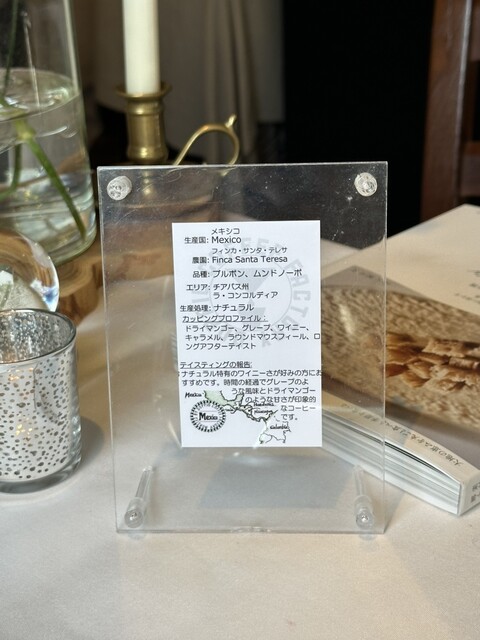 メキシコ
生産国: Mexico
フィンカ・サンタ・テレサ
農園: Finca Santa Teresa
品種: ブルボン、ムンドノーボ
エリア: チアパス州
ラ・コンコルディア
生産処理: ナチュラル
カッピングプロファイル:
ドライマンゴー、グレープ、ワイニー、
キャラメル、ラウンドマウスフィール、ロ
ングアフターテイスト
テイスティングの報告:
ナチュラル特有のワイニーさが好みの方にお
すすめです。時間の経過でグレープのよ
うな風味とドライマンゴー
のような甘さが印象的
なコーヒー
です。
Mexico
Mexico